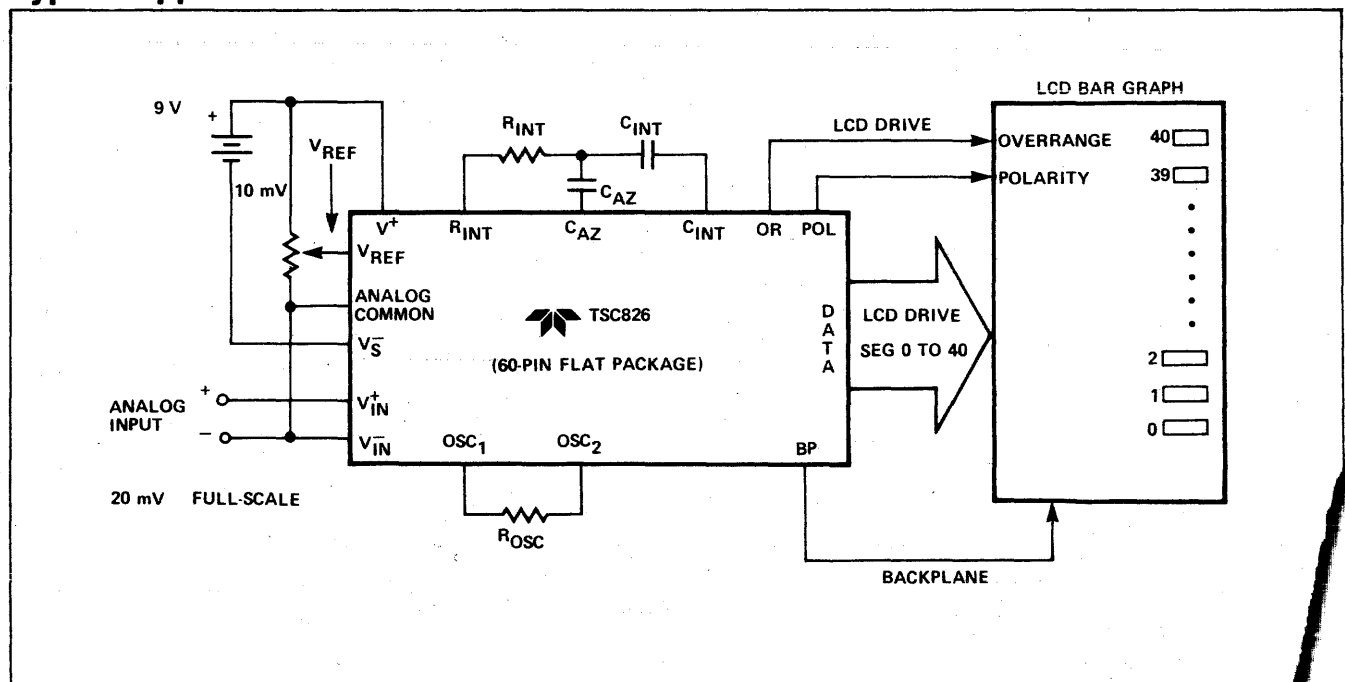 LCD BAR GRAPH
9 V
+
R_INT
C_INT
LCD DRIVE
OVERRANGE
40
V_REF
POLARITY
39
10 mV
C_AZ
V+
R_INT
C_AZ
C_INT
OR
POL
V_REF
ANALOG
COMMON
TSC826
DATA
LCD DRIVE
SEG 0 TO 40
V_S^-
(60-PIN FLAT PACKAGE)
2
1
0
ANALOG
INPUT
+
V_IN^+
−
V_IN^-
OSC1
OSC2
BP
20 mV FULL-SCALE
R_OSC
BACKPLANE